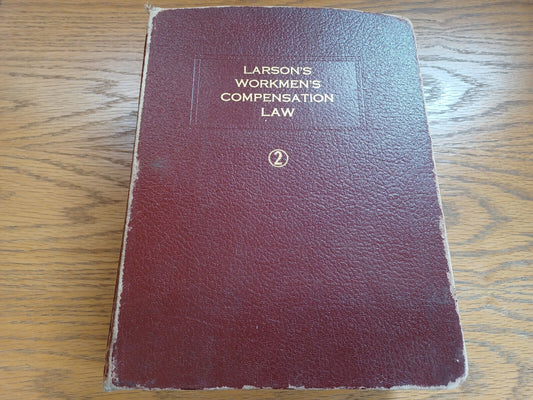 LARSON'S
WORKMEN'S
COMPENSATION
LAW
2